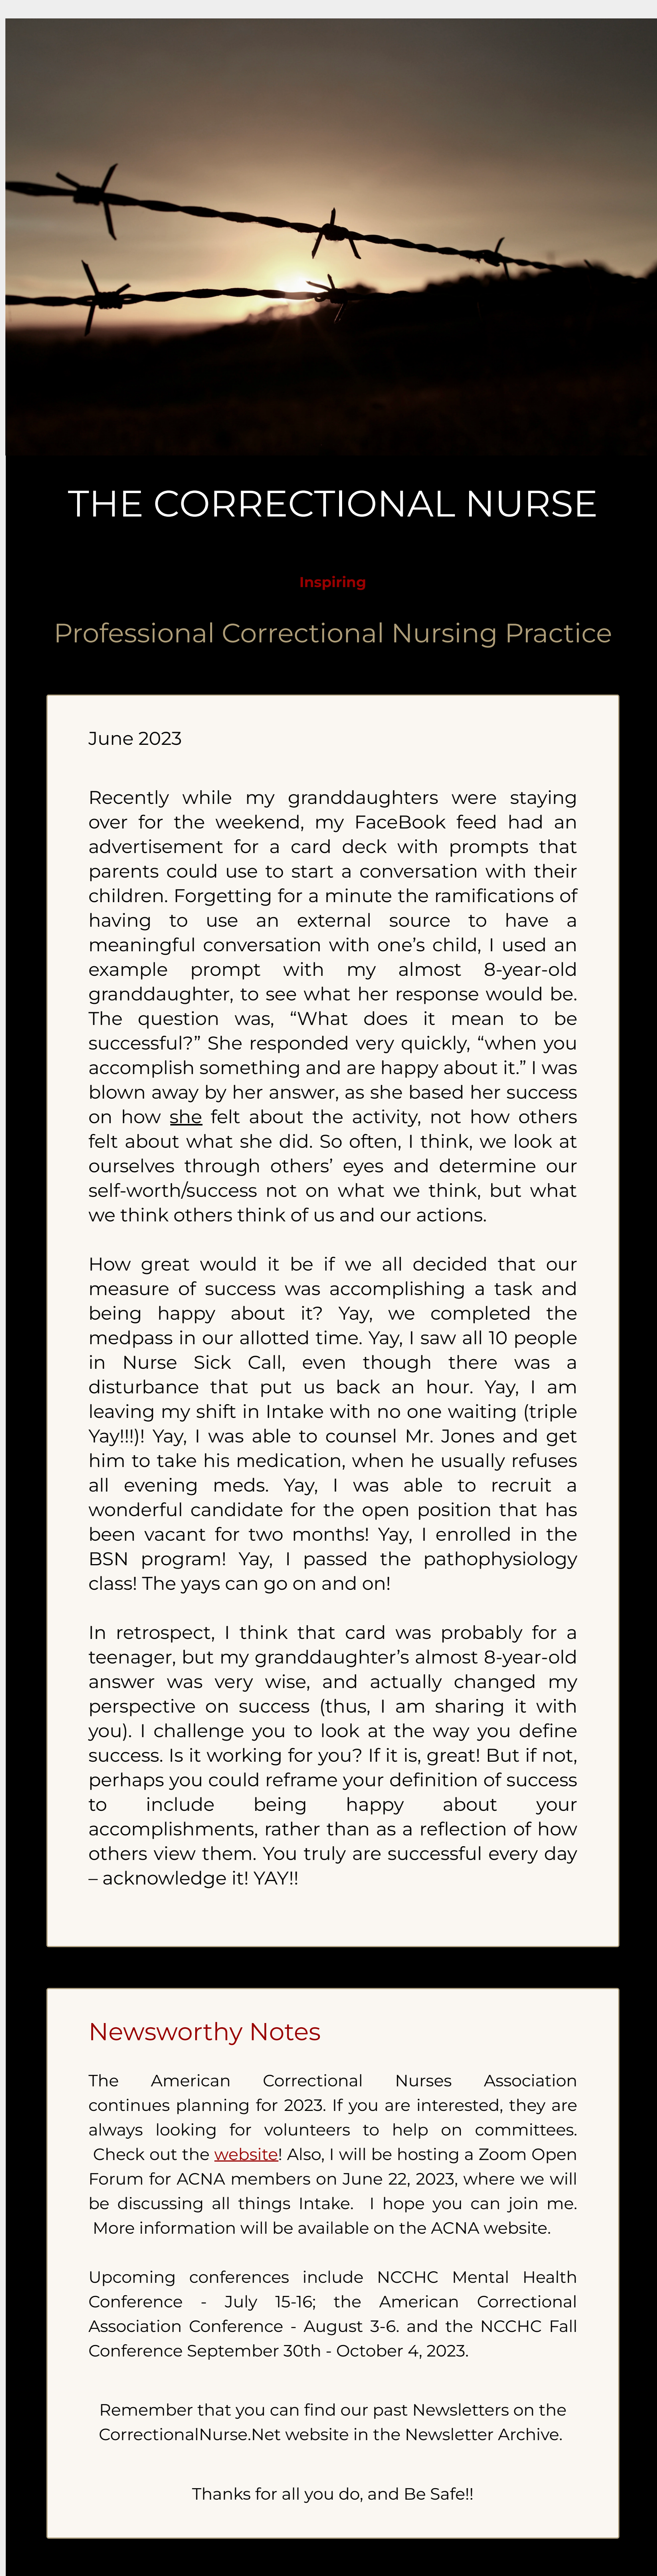 THE CORRECTIONAL NURSE
Inspiring
Professional Correctional Nursing Practice
June 2023
Recently while my granddaughters were staying
over for the weekend, my FaceBook feed had an
advertisement for a card deck with prompts that
parents could use to start a conversation with their
children. Forgetting for a minute the ramifications of
having to use an external source to have a
meaningful conversation with one’s child, I used an
example prompt with my almost 8-year-old
granddaughter, to see what her response would be.
The question was, “What does it mean to be
successful?” She responded very quickly, “when you
accomplish something and are happy about it.” I was
blown away by her answer, as she based her success
on how she felt about the activity, not how others
felt about what she did. So often, I think, we look at
ourselves through others’ eyes and determine our
self-worth/success not on what we think, but what
we think others think of us and our actions.
How great would it be if we all decided that our
measure of success was accomplishing a task and
being happy about it? Yay, we completed the
medpass in our allotted time. Yay, I saw all 10 people
in Nurse Sick Call, even though there was a
disturbance that put us back an hour. Yay, I am
leaving my shift in Intake with no one waiting (triple
Yay!!!)! Yay, I was able to counsel Mr. Jones and get
him to take his medication, when he usually refuses
all evening meds. Yay, I was able to recruit a
wonderful candidate for the open position that has
been vacant for two months! Yay, I enrolled in the
BSN program! Yay, I passed the pathophysiology
class! The yays can go on and on!
In retrospect, I think that card was probably for a
teenager, but my granddaughter’s almost 8-year-old
answer was very wise, and actually changed my
perspective on success (thus, I am sharing it with
you). I challenge you to look at the way you define
success. Is it working for you? If it is, great! But if not,
perhaps you could reframe your definition of success
to include being happy about your
accomplishments, rather than as a reflection of how
others view them. You truly are successful every day
– acknowledge it! YAY!!
Newsworthy Notes
The American Correctional Nurses Association
continues planning for 2023. If you are interested, they are
always looking for volunteers to help on committees.
Check out the website! Also, I will be hosting a Zoom Open
Forum for ACNA members on June 22, 2023, where we will
be discussing all things Intake. I hope you can join me.
More information will be available on the ACNA website.
Upcoming conferences include NCCHC Mental Health
Conference - July 15-16; the American Correctional
Association Conference - August 3-6. and the NCCHC Fall
Conference September 30th - October 4, 2023.
Remember that you can find our past Newsletters on the
CorrectionalNurse.Net website in the Newsletter Archive.
Thanks for all you do, and Be Safe!!